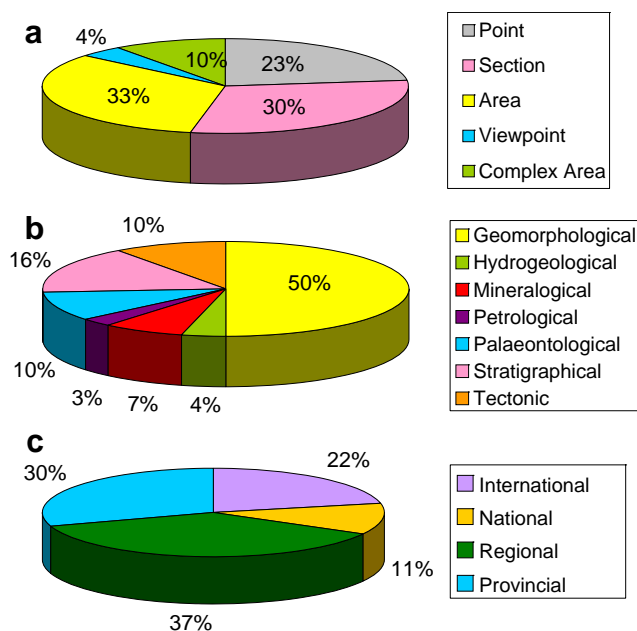 a
4%
10%
23%
33%
30%
Point
Section
Area
Viewpoint
Complex Area
b
10%
16%
50%
10%
3%
7%
4%
Geomorphological
Hydrogeological
Mineralogical
Petrological
Palaeontological
Stratigraphical
Tectonic
c
30%
22%
11%
37%
International
National
Regional
Provincial